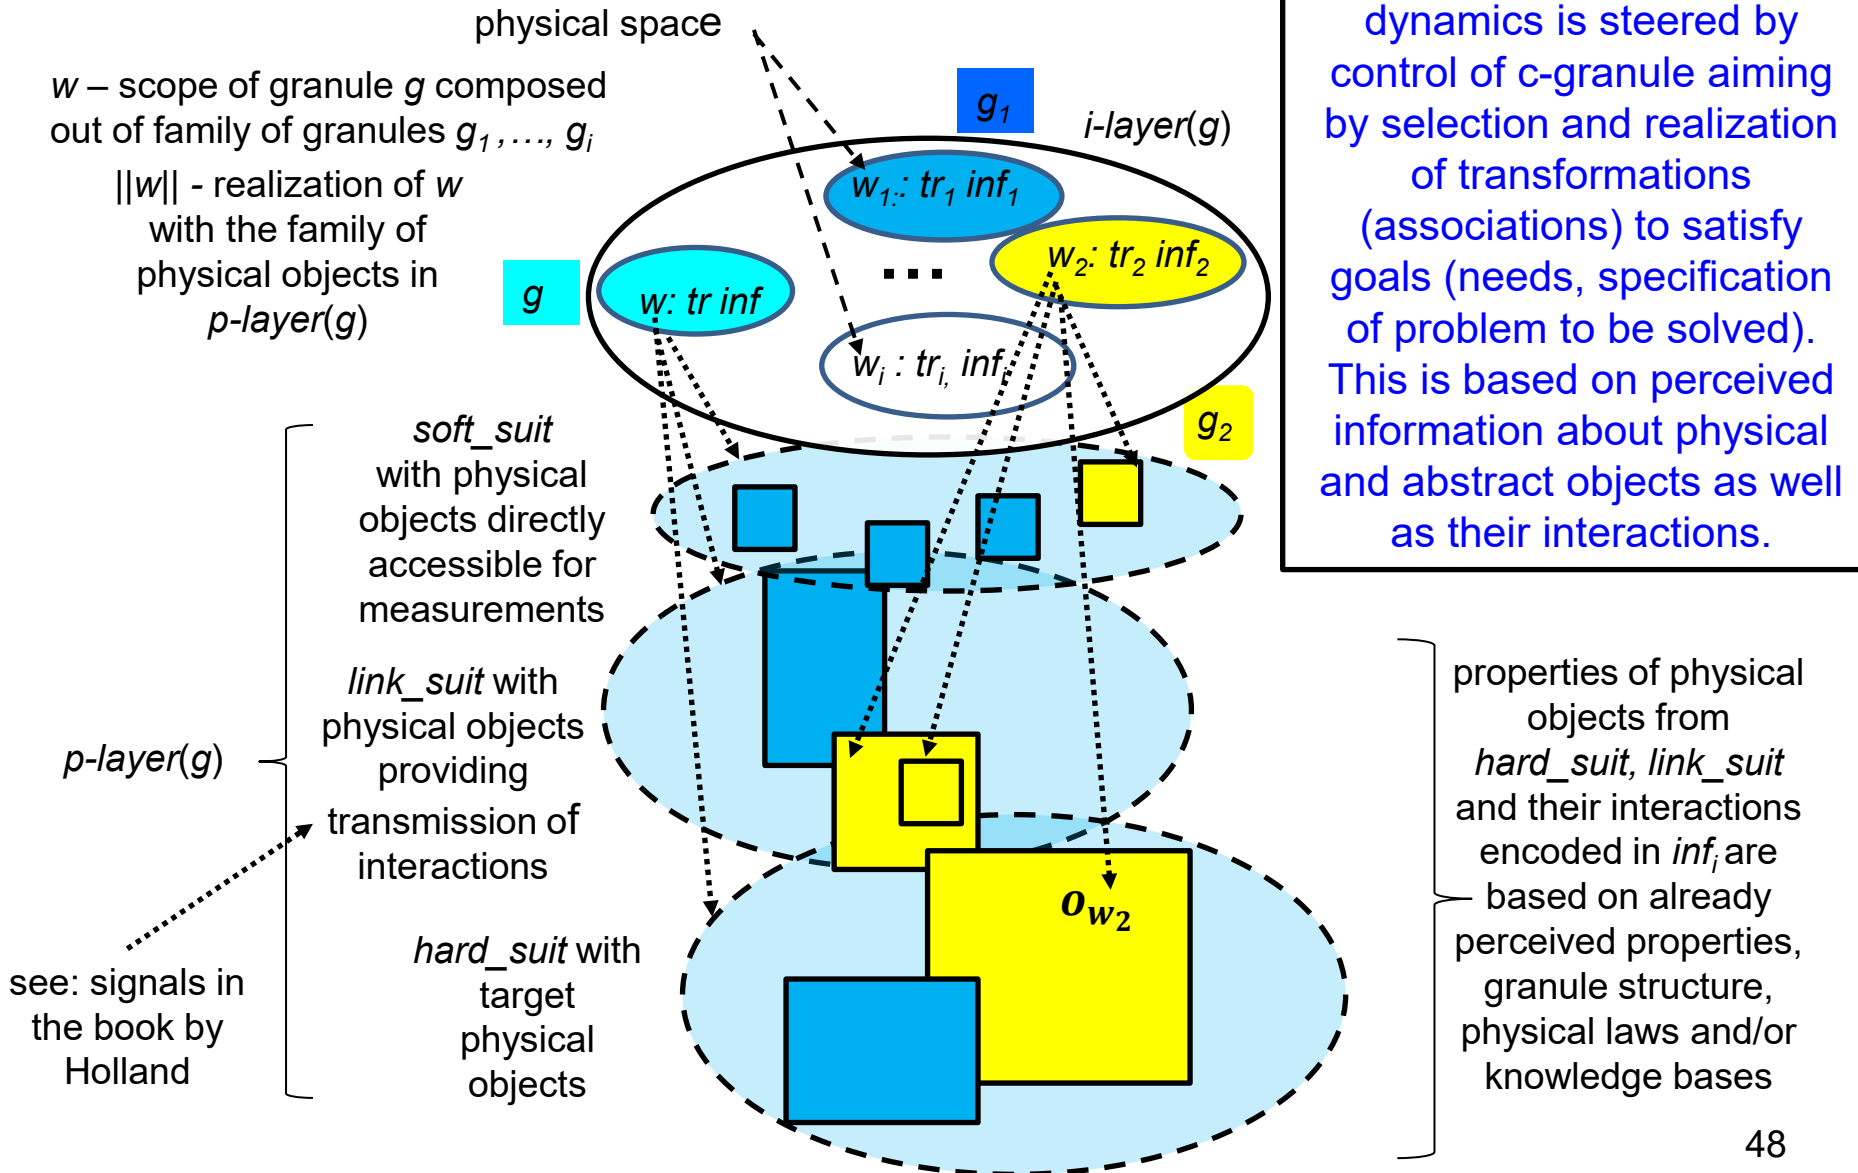 physical space
w – scope of granule g composed
out of family of granules g1 ,…, gi
||w|| - realization of w
with the family of
physical objects in
p-layer(g)
g1
i-layer(g)
w1:: tr1 inf1
w2: tr2 inf2
...
g
w: tr inf
wi : tri, infi
g2
dynamics is steered by
control of c-granule aiming
by selection and realization
of transformations
(associations) to satisfy
goals (needs, specification
of problem to be solved).
This is based on perceived
information about physical
and abstract objects as well
as their interactions.
soft_suit
with physical
objects directly
accessible for
measurements
link_suit with
physical objects
providing
transmission of
interactions
p-layer(g)
hard_suit with
target
physical
objects
see: signals in
the book by
Holland
ow2
properties of physical
objects from
hard_suit, link_suit
and their interactions
encoded in infi are
based on already
perceived properties,
granule structure,
physical laws and/or
knowledge bases
48